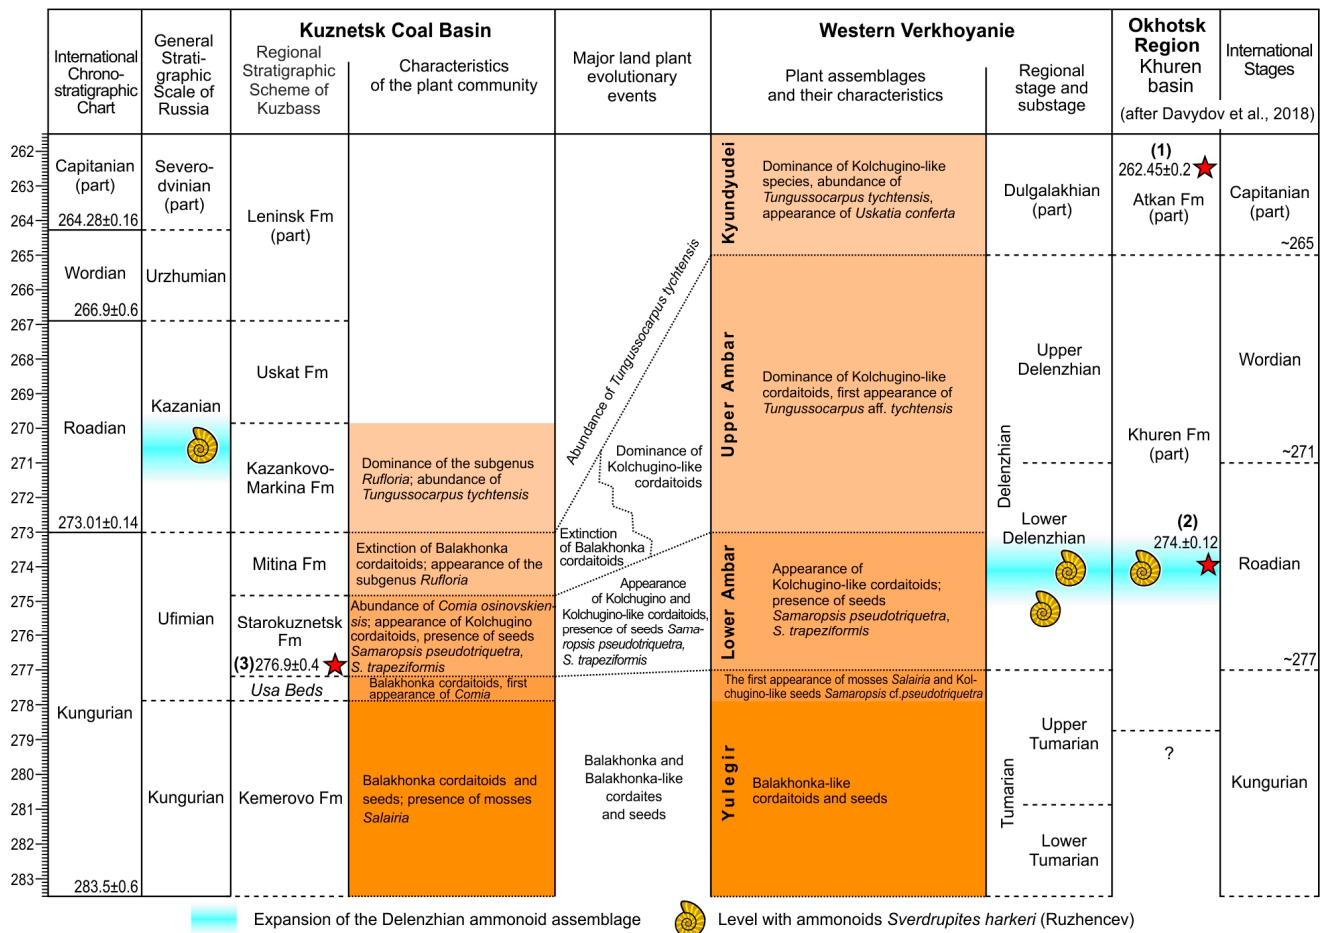 International
Chrono-
stratigraphic
Chart
General
Strati-
graphic
Scale of
Russia
Kuznetsk Coal Basin
Regional
Stratigraphic
Scheme of
Kuzbass
Characteristics
of the plant community
Major land plant
evolutionary
events
Western Verkhoyanie
Plant assemblages
and their characteristics
Regional
stage and
substage
Okhotsk
Region
Khuren
basin
International
Stages
(after Davydov et al., 2018)
262
263
264
265
266
267
268
269
270
271
272
273
274
275
276
277
278
279
280
281
282
283
Capitanian
(part)
264.28±0.16
Wordian
266.9±0.6
Roadian
273.01±0.14
Kungurian
283.5±0.6
Severo-
dvinian
(part)
Urzhumian
Kazanian
Ufimian
Kungurian
Leninsk Fm
(part)
Uskat Fm
Kazankovo-
Markina Fm
Mitina Fm
Starokuznetsk
Fm
(3) 276.9±0.4
Usa Beds
Kemerovo Fm
Dominance of the subgenus
Rufloria; abundance of
Tungussocarpus tychtensis
Extinction of Balakhonka
cordaitoids; appearance of the
subgenus Rufloria
Abundance of Comia osinovskien-
sis; appearance of Kolchugino
cordaitoids, presence of seeds
Samaropsis pseudotriquetra,
S. trapeziformis
Balakhonka cordaitoids, first
appearance of Comia
Balakhonka cordaitoids and
seeds; presence of mosses
Salairia
Abundance of Tungussocarpus tychtensis
Dominance of
Kolchugino-like
cordaitoids
Extinction
of Balakhonka
cordaitoids
Appearance
of Kolchugino and
Kolchugino-like cordaitoids,
presence of seeds Sama-
ropsis pseudotriquetra,
S. trapeziformis
Balakhonka and
Balakhonka-like
cordaites
and seeds
Kyundyudei
Dominance of Kolchugino-like
species, abundance of
Tungussocarpus tychtensis,
appearance of Uskatia conferta
Upper Ambar
Dominance of Kolchugino-like
cordaitoids, first appearance of
Tungussocarpus aff. tychtensis
Lower Ambar
Appearance of
Kolchugino-like cordaitoids;
presence of seeds
Samaropsis pseudotriquetra,
S. trapeziformis
The first appearance of mosses Salairia and Kol-
chugino-like seeds Samaropsis cf.pseudotriquetra
Yulegir
Balakhonka-like
cordaitoids and seeds
Dulgalakhian
(part)
Upper
Delenzhian
Delenzhian
Lower
Delenzhian
Upper
Tumarian
Tumarian
Lower
Tumarian
(1)
262.45±0.2
Atkan Fm
(part)
Khuren Fm
(part)
(2)
274.±0.12
?
Capitanian
(part)
~265
Wordian
~271
Roadian
~277
Kungurian
Expansion of the Delenzhian ammonoid assemblage
Level with ammonoids Sverdrupites harkeri (Ruzhencev)